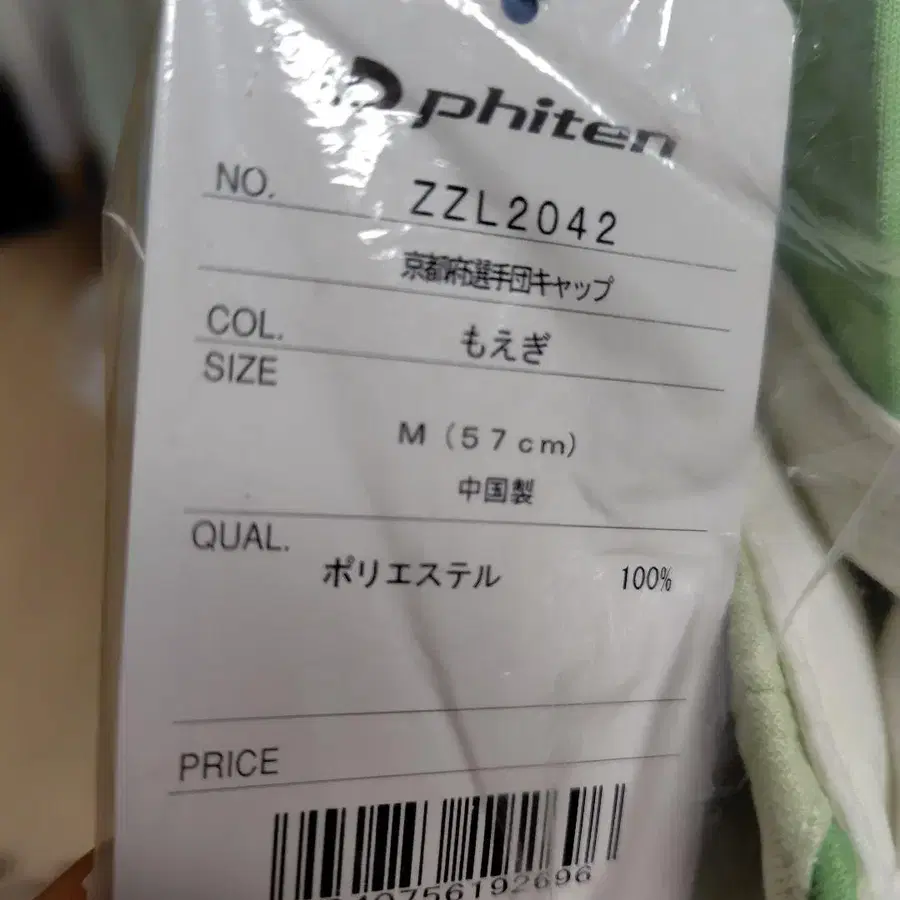 phiten
NO. ZZL2042
京都府選手団キャップ
COL. もえぎ
SIZE
M(57cm)
中国製
QUAL.
ポリエステル 100%
PRICE